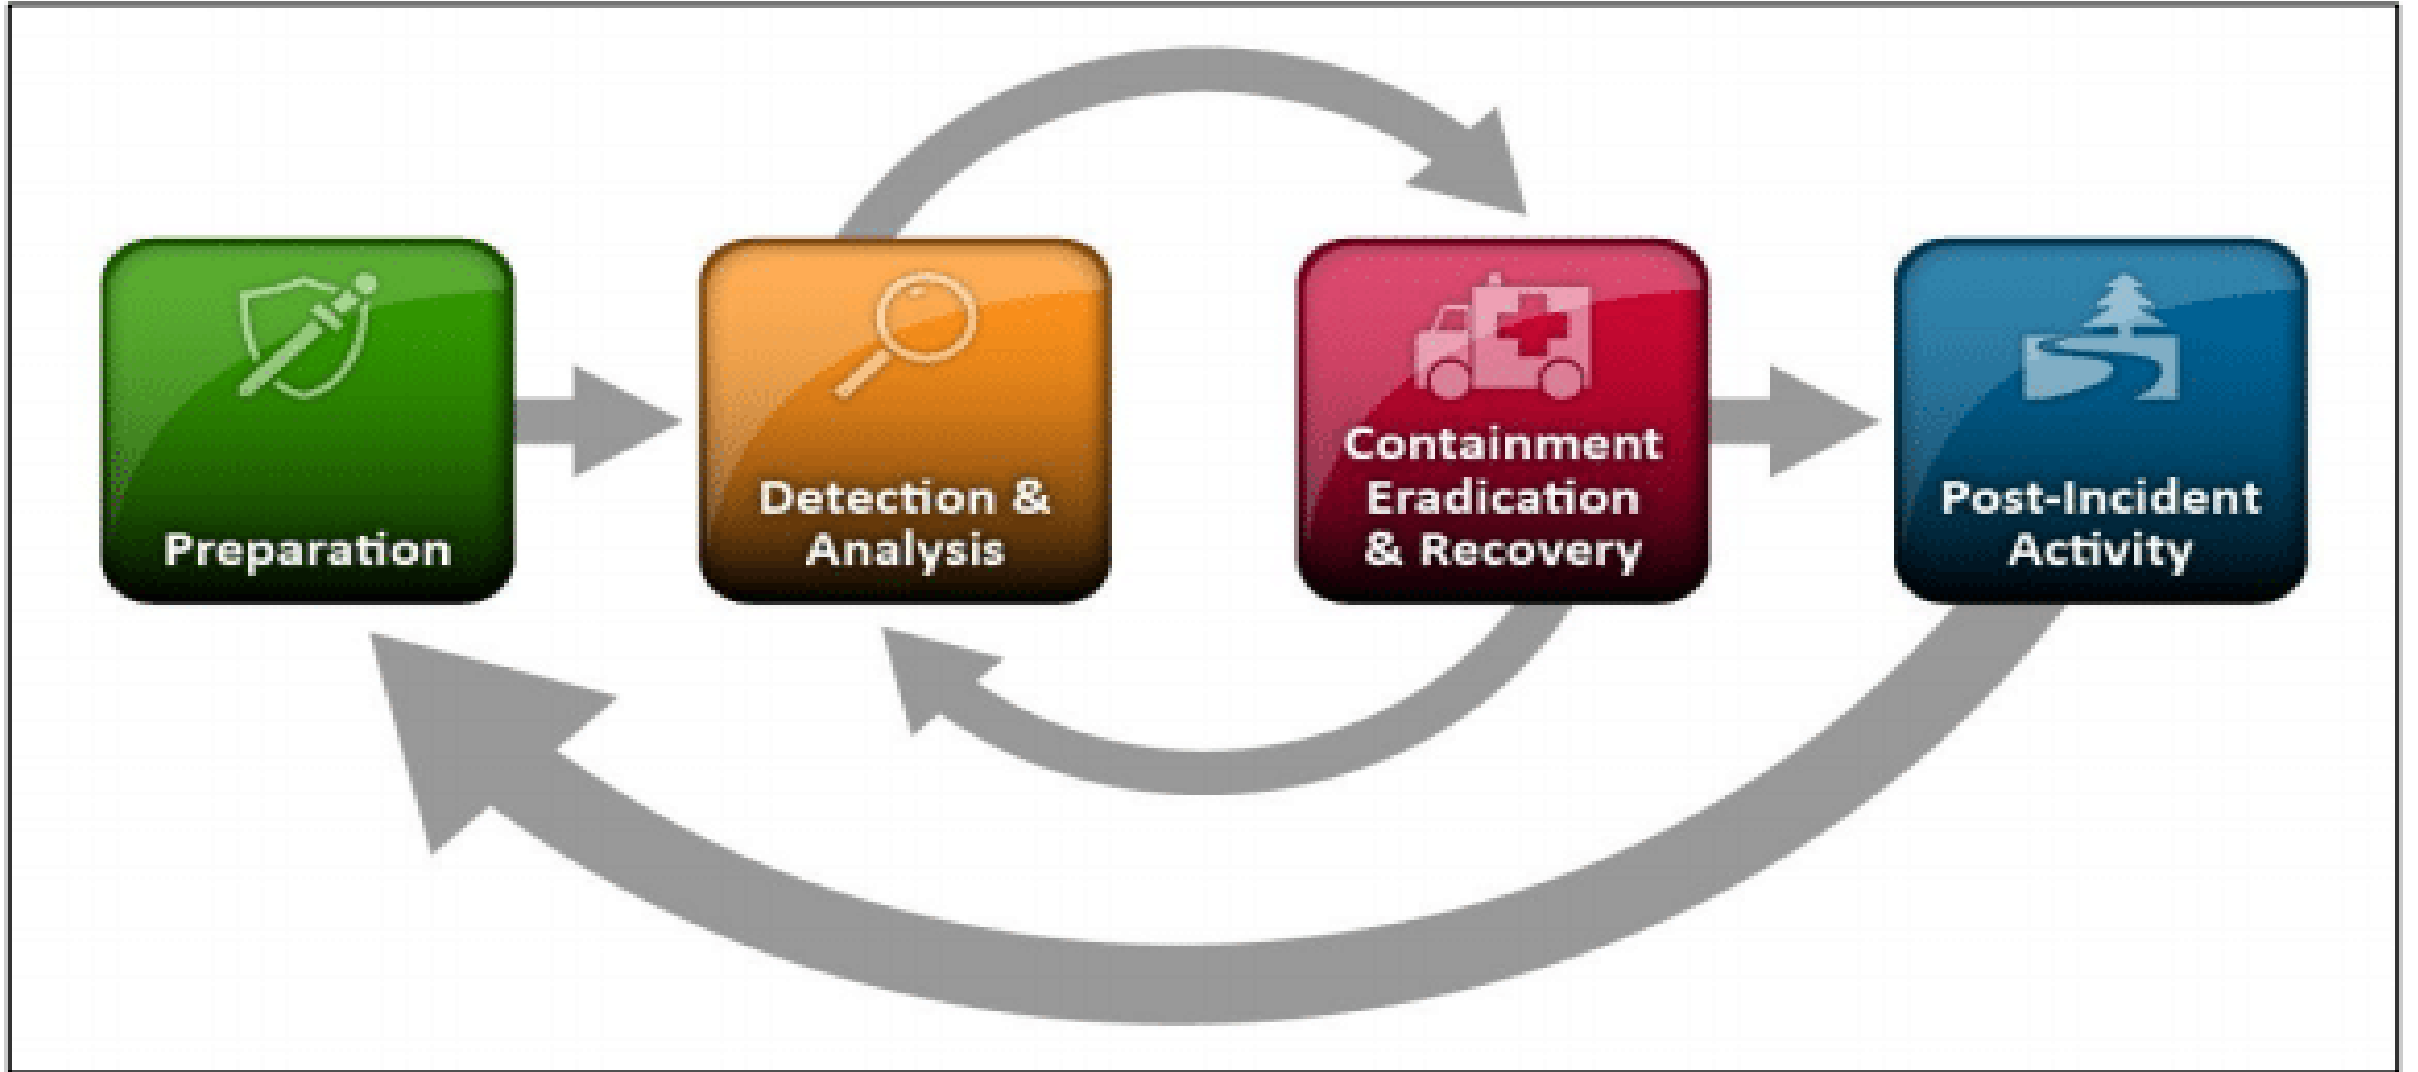 Preparation
Detection &
Analysis
Containment
Eradication
& Recovery
Post-Incident
Activity